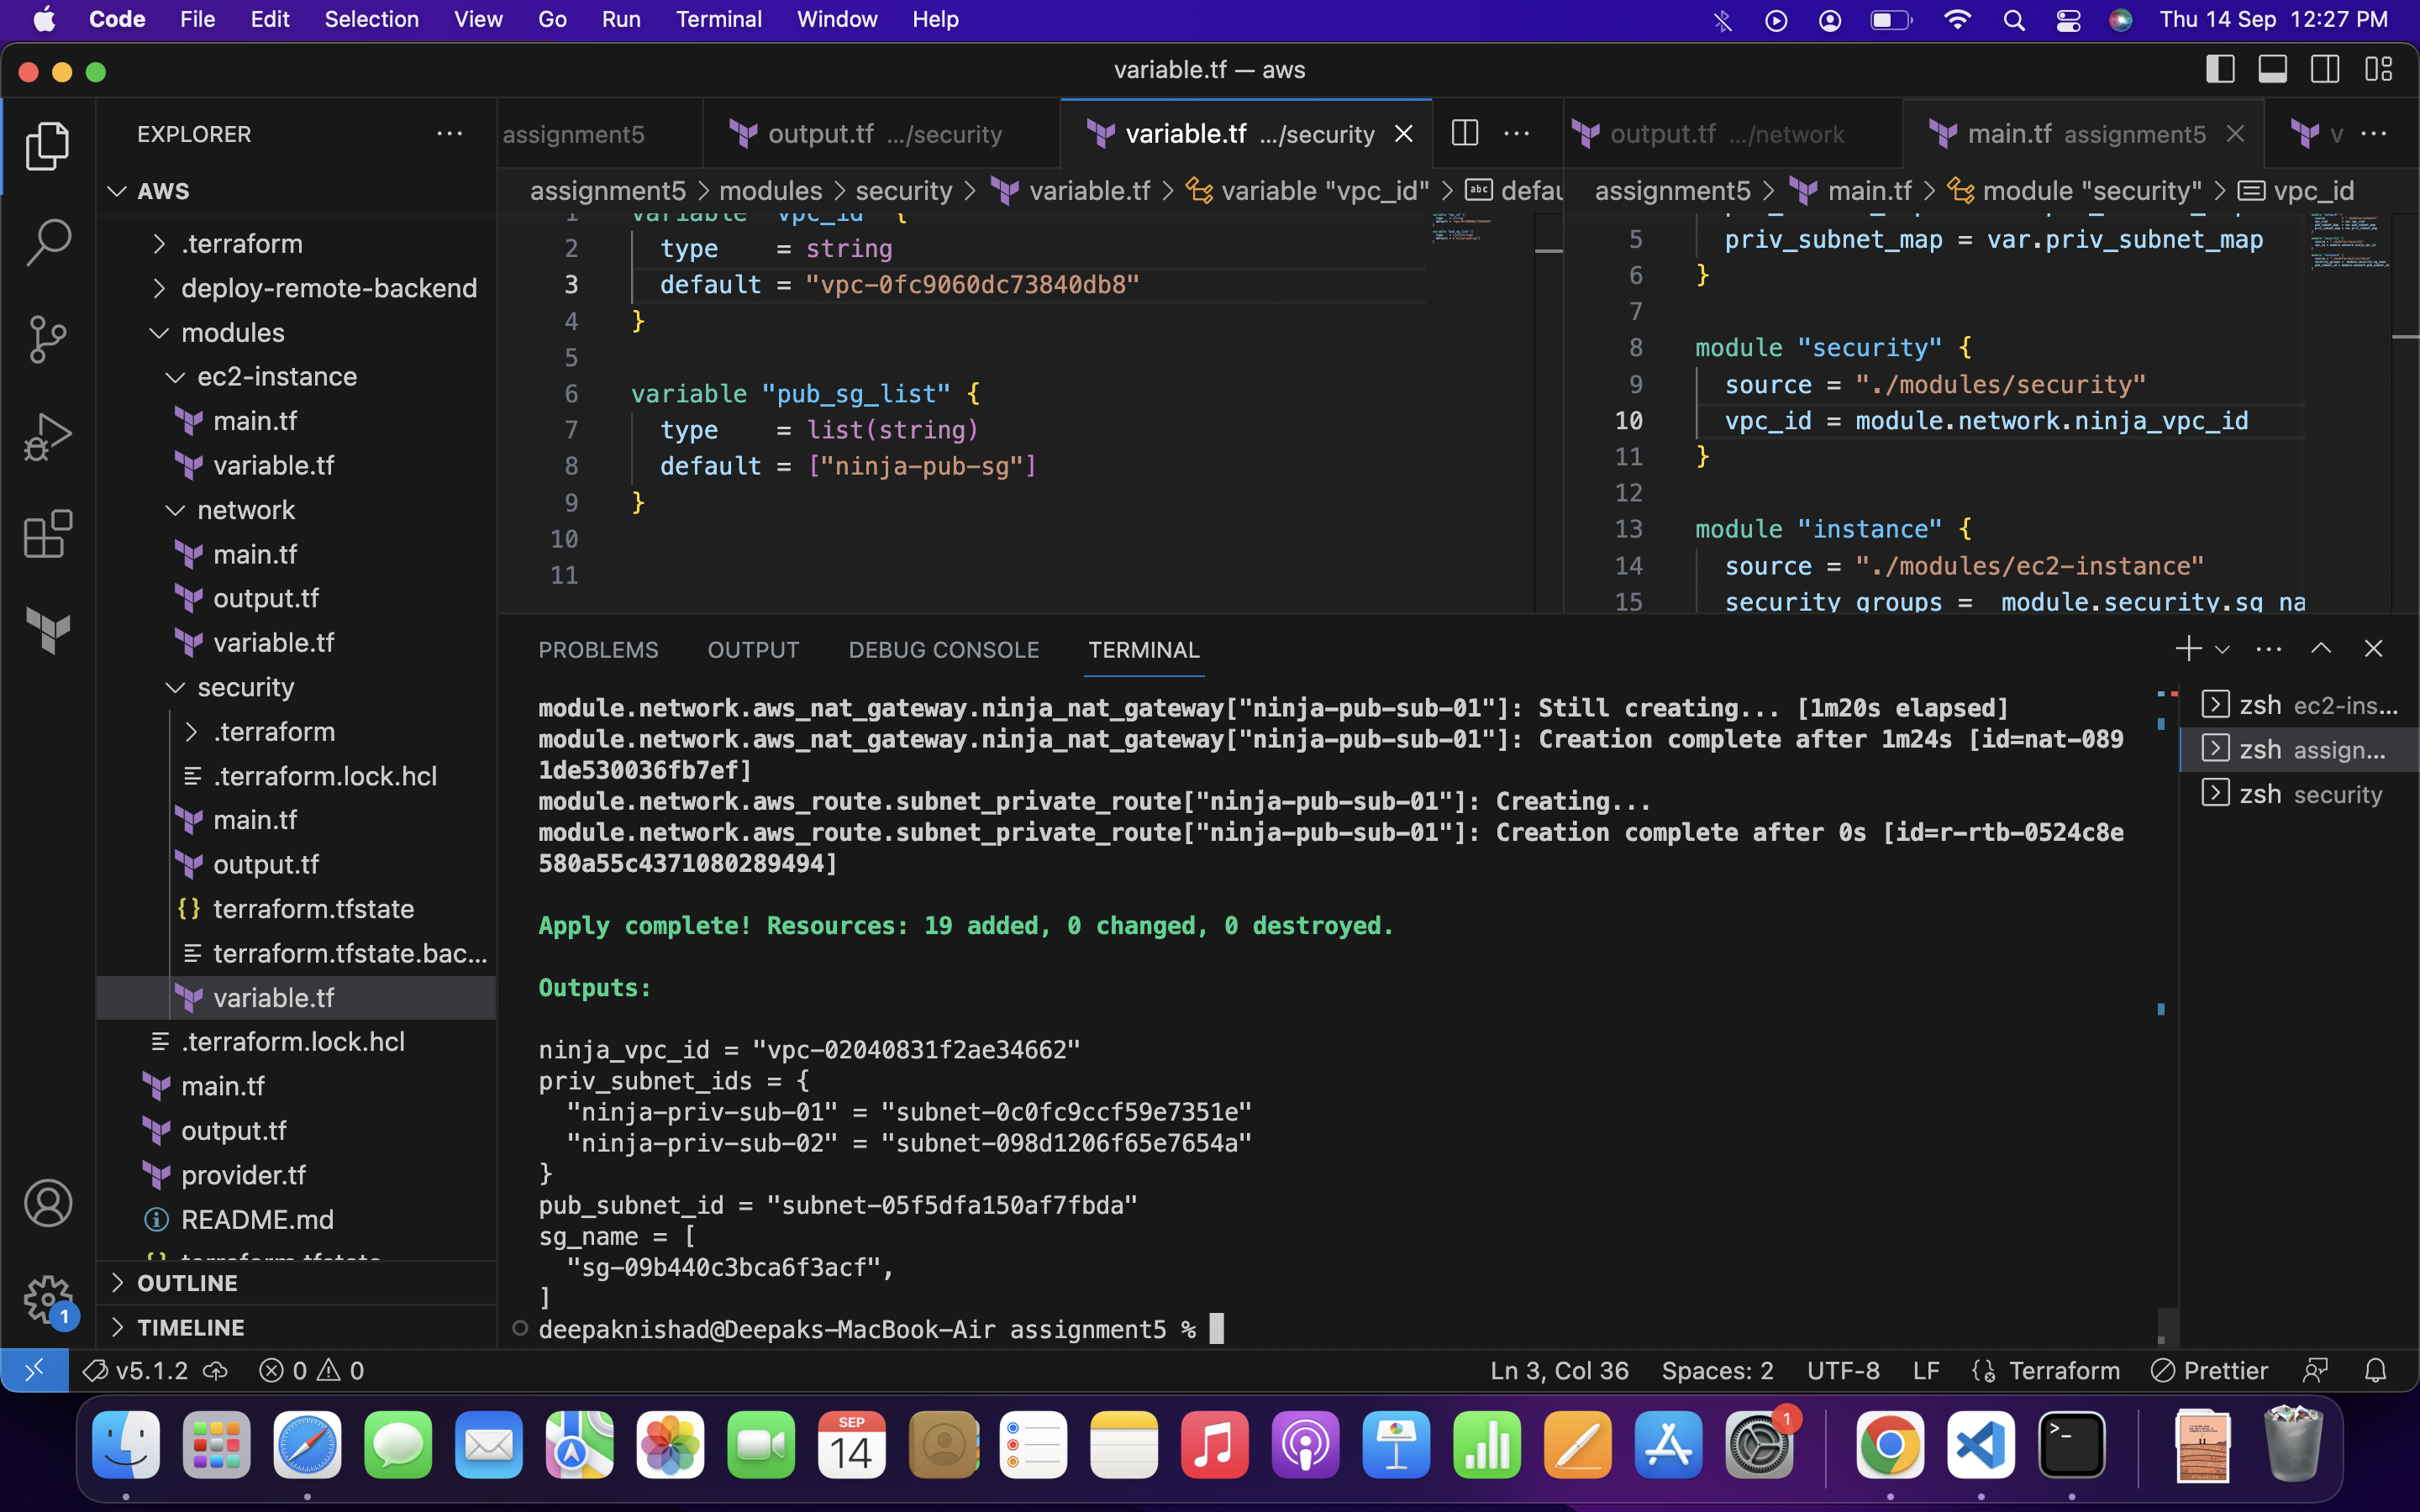 Code File Edit Selection View Go Run Terminal Window Help Thu 14 Sep 12:27 PM
variable.tf — aws
EXPLORER
AWS
.terraform
deploy-remote-backend
modules
ec2-instance
main.tf
variable.tf
network
main.tf
output.tf
variable.tf
security
.terraform
.terraform.lock.hcl
main.tf
output.tf
terraform.tfstate
terraform.tfstate.bac...
variable.tf
.terraform.lock.hcl
main.tf
output.tf
provider.tf
README.md
terraform.tfstate
OUTLINE
TIMELINE
assignment5 output.tf .../security variable.tf .../security
assignment5 > modules > security > variable.tf > variable "vpc_id" > abc defau
1 variable "vpc_id" {
2 type = string
3 default = "vpc-0fc9060dc73840db8"
4 }
5
6 variable "pub_sg_list" {
7 type = list(string)
8 default = ["ninja-pub-sg"]
9 }
10
11
output.tf .../network main.tf assignment5 v
assignment5 > main.tf > module "security" > vpc_id
5 priv_subnet_map = var.priv_subnet_map
6 }
7
8 module "security" {
9 source = "./modules/security"
10 vpc_id = module.network.ninja_vpc_id
11 }
12
13 module "instance" {
14 source = "./modules/ec2-instance"
15 security_groups = module.security.sg_na
PROBLEMS OUTPUT DEBUG CONSOLE TERMINAL
module.network.aws_nat_gateway.ninja_nat_gateway["ninja-pub-sub-01"]: Still creating... [1m20s elapsed]
module.network.aws_nat_gateway.ninja_nat_gateway["ninja-pub-sub-01"]: Creation complete after 1m24s [id=nat-089
1de530036fb7ef]
module.network.aws_route.subnet_private_route["ninja-pub-sub-01"]: Creating...
module.network.aws_route.subnet_private_route["ninja-pub-sub-01"]: Creation complete after 0s [id=r-rtb-0524c8e
580a55c4371080289494]
Apply complete! Resources: 19 added, 0 changed, 0 destroyed.
Outputs:
ninja_vpc_id = "vpc-02040831f2ae34662"
priv_subnet_ids = {
"ninja-priv-sub-01" = "subnet-0c0fc9ccf59e7351e"
"ninja-priv-sub-02" = "subnet-098d1206f65e7654a"
}
pub_subnet_id = "subnet-05f5dfa150af7fbda"
sg_name = [
"sg-09b440c3bca6f3acf",
]
deepaknishad@Deepaks-MacBook-Air assignment5 %
zsh ec2-ins...
zsh assign...
zsh security
1
v5.1.2 0 0 Ln 3, Col 36 Spaces: 2 UTF-8 LF Terraform Prettier
SEP
14
1